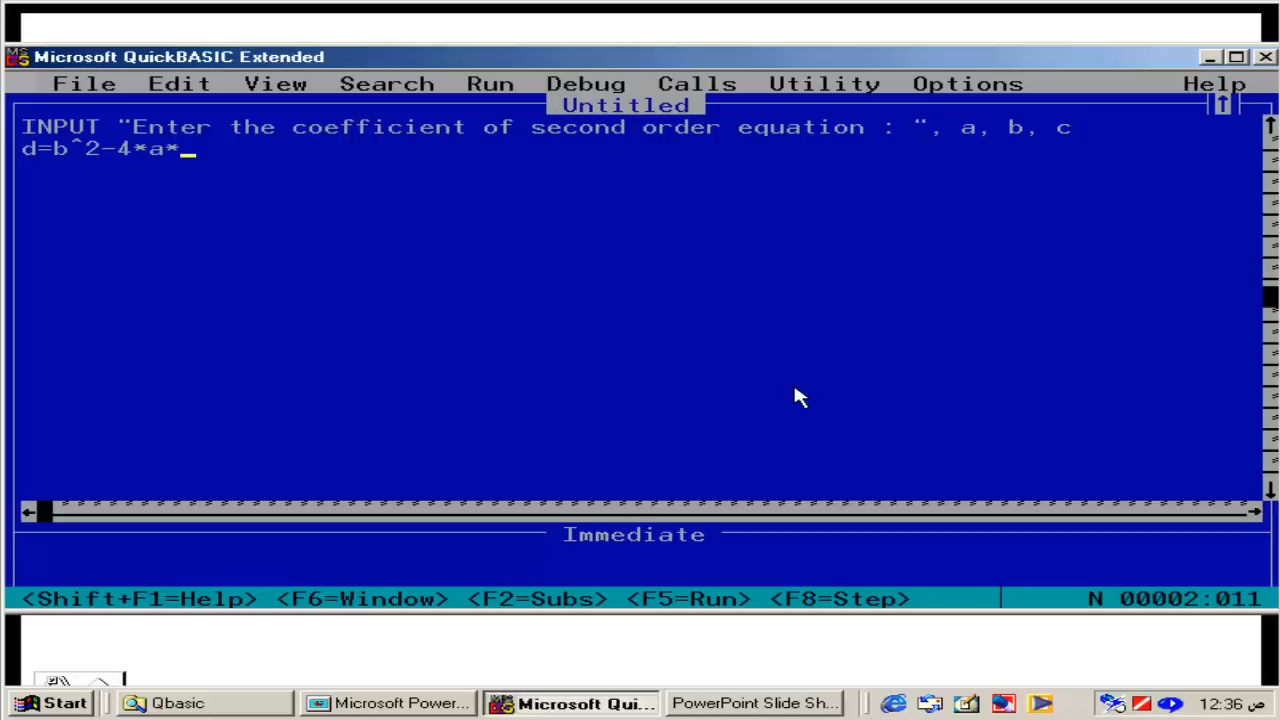 Microsoft QuickBASIC Extended
File Edit View Search Run Debug Calls Utility Options Help
Untitled
INPUT "Enter the coefficient of second order equation : ", a, b, c
d=b^2-4*a*_
Immediate
<Shift+F1=Help> <F6=Window> <F2=Subs> <F5=Run> <F8=Step> N 00002:011
Start Qbasic Microsoft Power... Microsoft Qui... PowerPoint Slide Sh... 12:36 ص